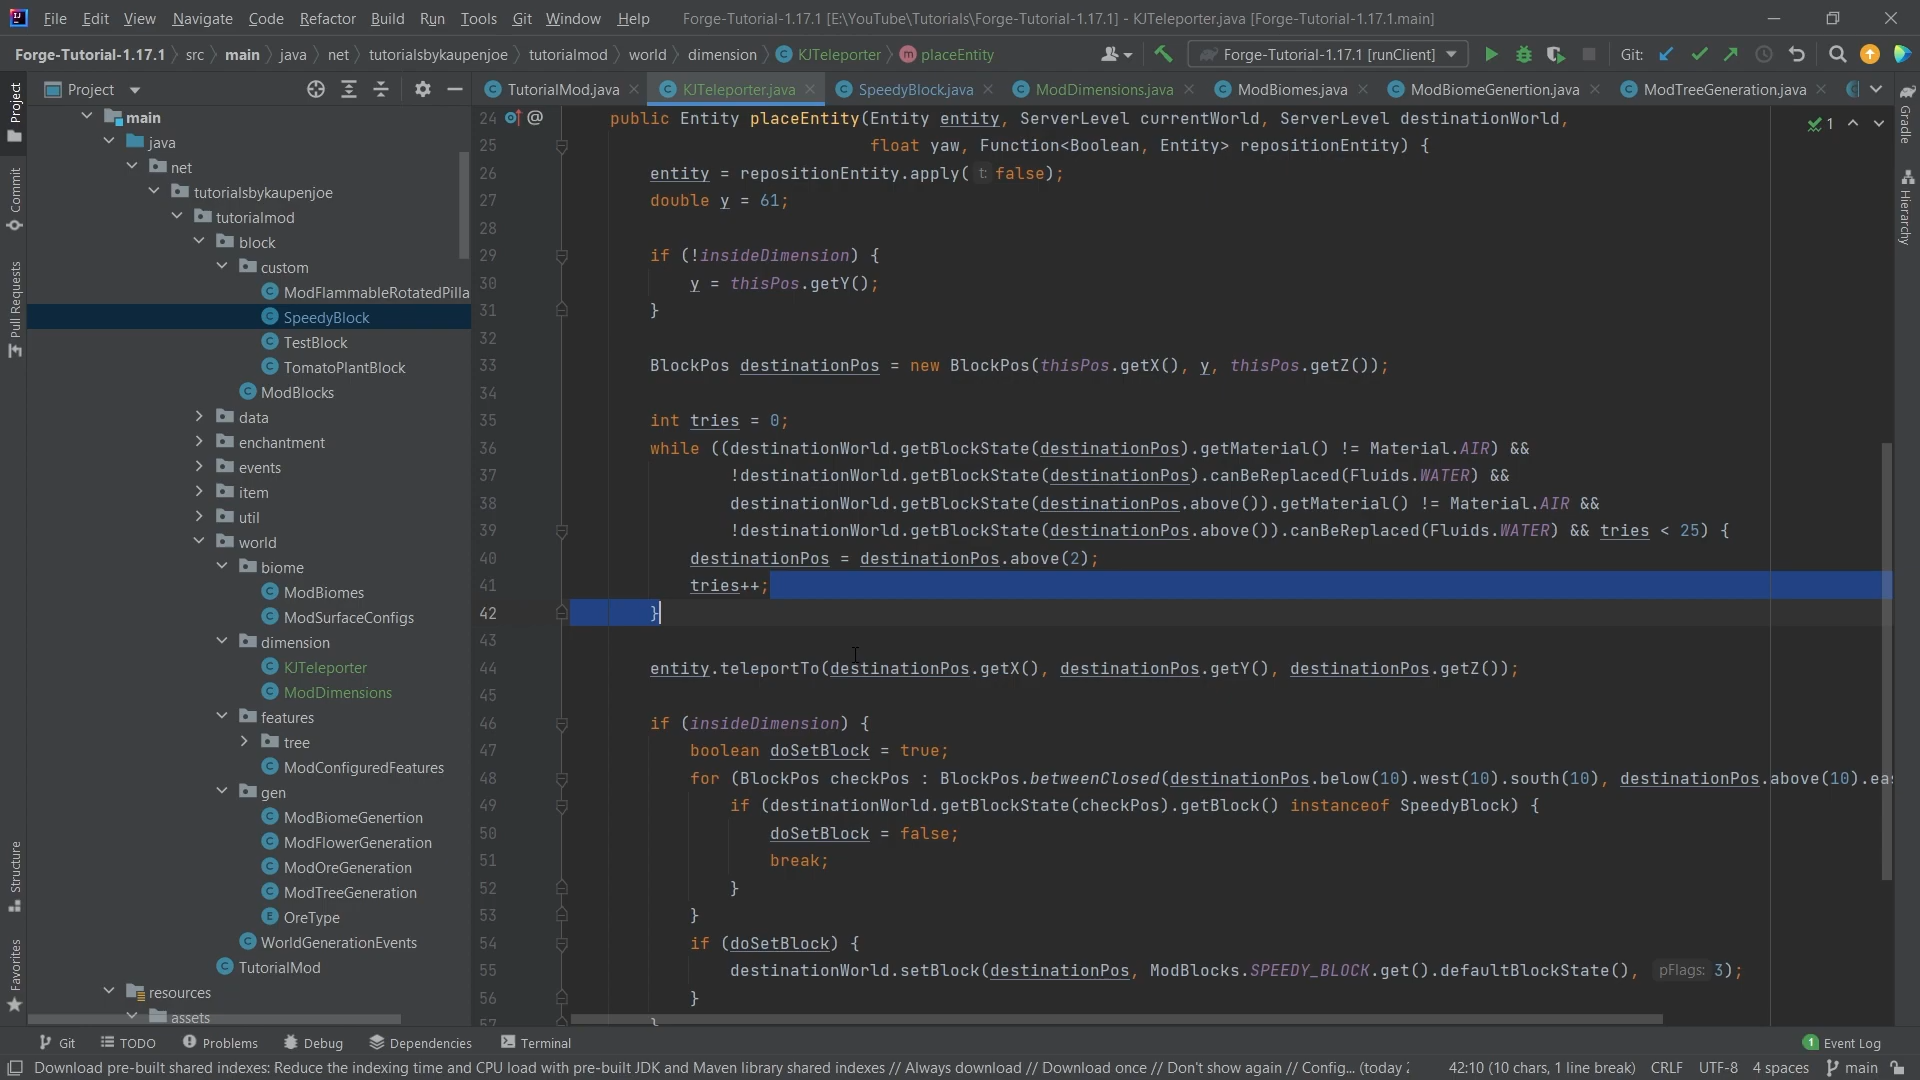 File Edit View Navigate Code Refactor Build Run Tools Git Window Help Forge-Tutorial-1.17.1 [E:\YouTube\Tutorials\Forge-Tutorial-1.17.1] - KJTeleporter.java [Forge-Tutorial-1.17.1.main]
Forge-Tutorial-1.17.1 src main java net tutorialsbykaupenjoe tutorialmod world dimension KJTeleporter placeEntity Forge-Tutorial-1.17.1 [runClient] Git:
Project
TutorialMod.java KJTeleporter.java SpeedyBlock.java ModDimensions.java ModBiomes.java ModBiomeGenertion.java ModTreeGeneration.java
Project
Commit
Pull Requests
Structure
Favorites
main
java
net
tutorialsbykaupenjoe
tutorialmod
block
custom
ModFlammableRotatedPilla
SpeedyBlock
TestBlock
TomatoPlantBlock
ModBlocks
data
enchantment
events
item
util
world
biome
ModBiomes
ModSurfaceConfigs
dimension
KJTeleporter
ModDimensions
features
tree
ModConfiguredFeatures
gen
ModBiomeGenertion
ModFlowerGeneration
ModOreGeneration
ModTreeGeneration
OreType
WorldGenerationEvents
TutorialMod
resources
assets
24 public Entity placeEntity(Entity entity, ServerLevel currentWorld, ServerLevel destinationWorld,
25 float yaw, Function<Boolean, Entity> repositionEntity) {
26 entity = repositionEntity.apply( t: false);
27 double y = 61;
28
29 if (!insideDimension) {
30 y = thisPos.getY();
31 }
32
33 BlockPos destinationPos = new BlockPos(thisPos.getX(), y, thisPos.getZ());
34
35 int tries = 0;
36 while ((destinationWorld.getBlockState(destinationPos).getMaterial() != Material.AIR) &&
37 !destinationWorld.getBlockState(destinationPos).canBeReplaced(Fluids.WATER) &&
38 destinationWorld.getBlockState(destinationPos.above()).getMaterial() != Material.AIR &&
39 !destinationWorld.getBlockState(destinationPos.above()).canBeReplaced(Fluids.WATER) && tries < 25) {
40 destinationPos = destinationPos.above(2);
41 tries++;
42 }
43
44 entity.teleportTo(destinationPos.getX(), destinationPos.getY(), destinationPos.getZ());
45
46 if (insideDimension) {
47 boolean doSetBlock = true;
48 for (BlockPos checkPos : BlockPos.betweenClosed(destinationPos.below(10).west(10).south(10), destinationPos.above(10).eas
49 if (destinationWorld.getBlockState(checkPos).getBlock() instanceof SpeedyBlock) {
50 doSetBlock = false;
51 break;
52 }
53 }
54 if (doSetBlock) {
55 destinationWorld.setBlock(destinationPos, ModBlocks.SPEEDY_BLOCK.get().defaultBlockState(), pFlags: 3);
56 }
57 }
1
Gradle
Hierarchy
Git TODO Problems Debug Dependencies Terminal 1 Event Log
Download pre-built shared indexes: Reduce the indexing time and CPU load with pre-built JDK and Maven library shared indexes // Always download // Download once // Don't show again // Config... (today 42:10 (10 chars, 1 line break) CRLF UTF-8 4 spaces main